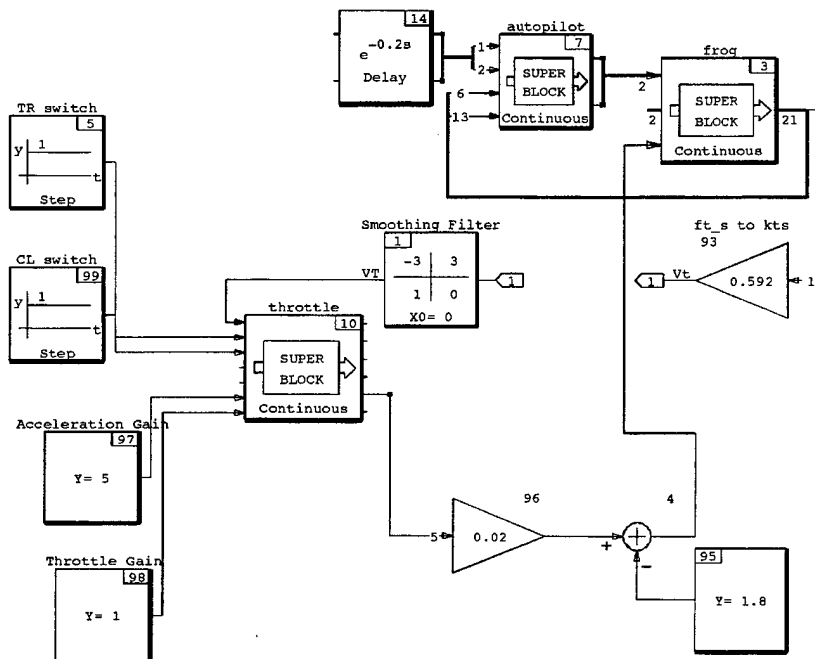 14
e-0.2s
Delay
autopilot
7
1
2
6
13
SUPER
BLOCK
Continuous
frog
3
2
2
SUPER
BLOCK
21
Continuous
TR switch
5
y
1
t
Step
CL switch
99
y
1
t
Step
Smoothing Filter
1
-3 3
1 0
X0= 0
VT
1
ft_s to kts
93
1
Vt
0.592
1
throttle
10
SUPER
BLOCK
Continuous
Acceleration Gain
97
Y= 5
Throttle Gain
98
Y= 1
96
5
0.02
4
+
+
-
95
Y= 1.8